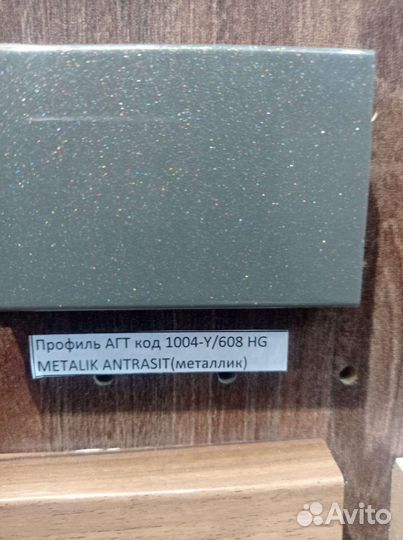 Профиль АГТ код 1004-Y/608 HG
METALIK ANTRASIT(металлик)
Avito